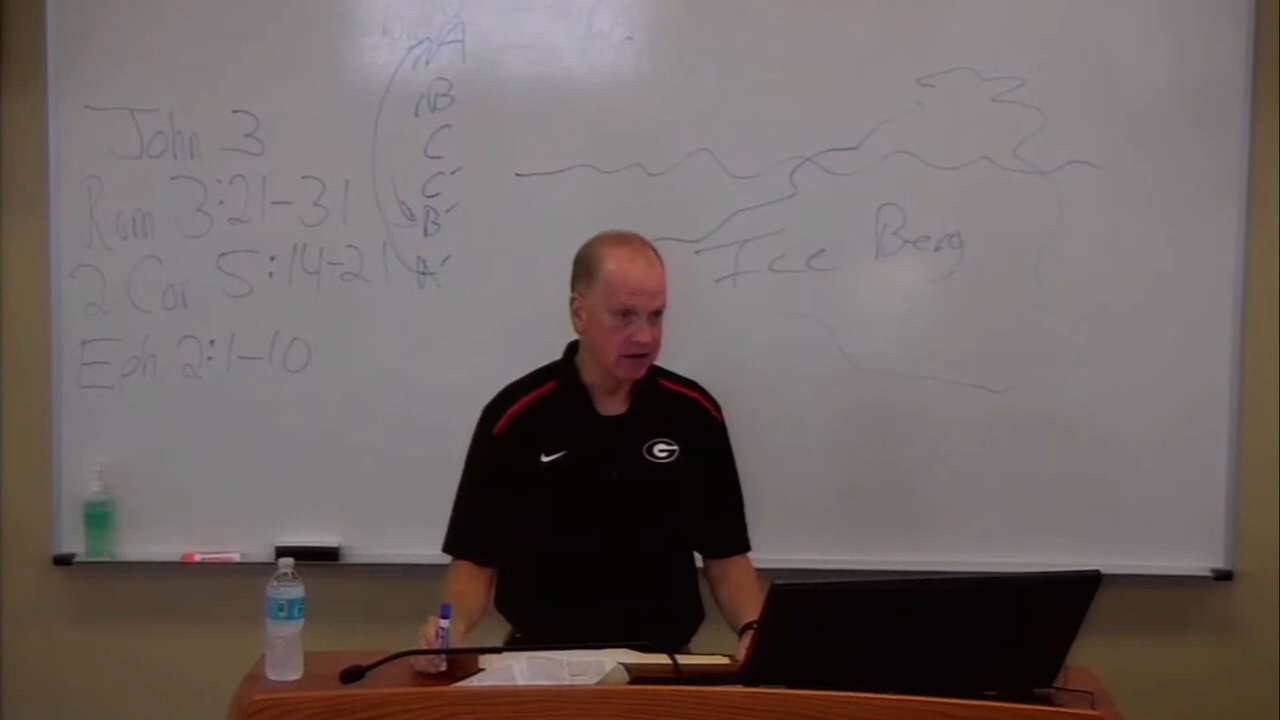 John 3
Rom 3:21-31
2 Cor 5:14-21
Eph 2:1-10
A
B
C
C'
B'
A'
Ice Berg
G